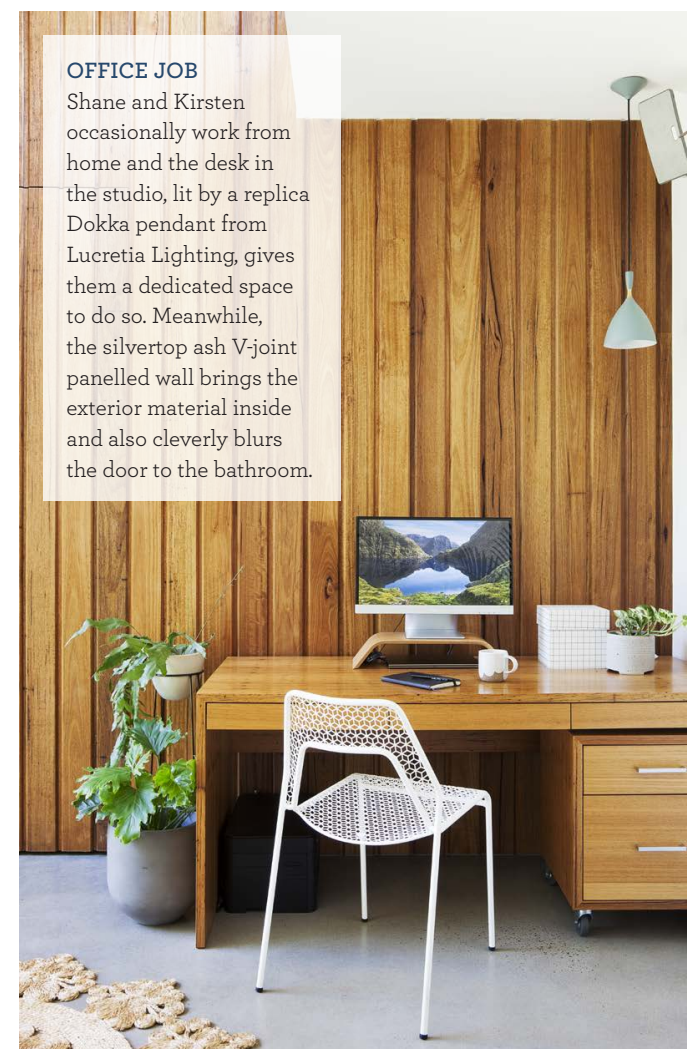 OFFICE JOB
Shane and Kirsten
occasionally work from
home and the desk in
the studio, lit by a replica
Dokka pendant from
Lucretia Lighting, gives
them a dedicated space
to do so. Meanwhile,
the silvertop ash V-joint
panelled wall brings the
exterior material inside
and also cleverly blurs
the door to the bathroom.